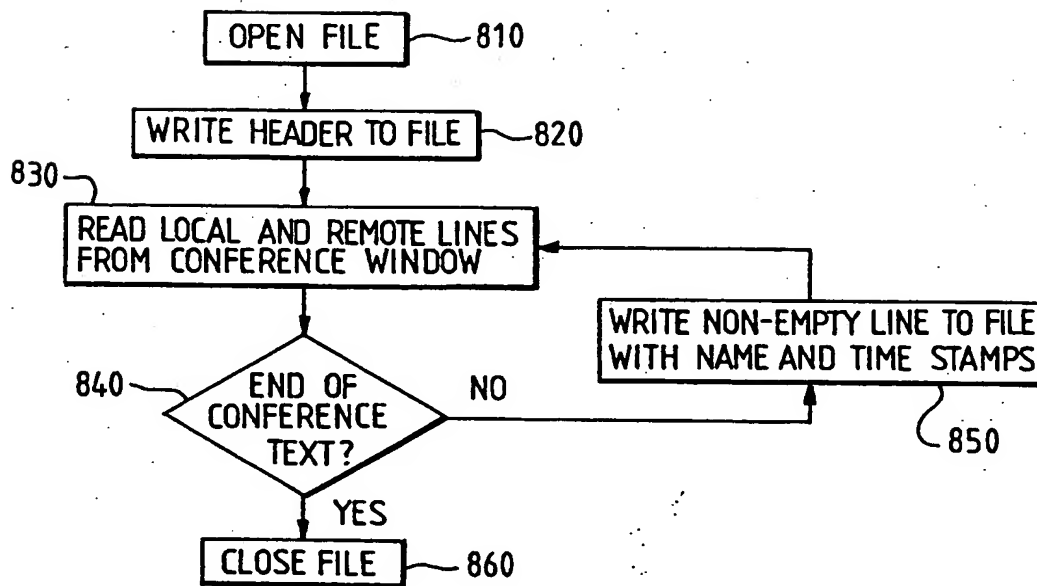 OPEN FILE
810
WRITE HEADER TO FILE
820
830
READ LOCAL AND REMOTE LINES
FROM CONFERENCE WINDOW
840
END OF
CONFERENCE
TEXT?
NO
WRITE NON-EMPTY LINE TO FILE
WITH NAME AND TIME STAMPS
850
YES
CLOSE FILE
860